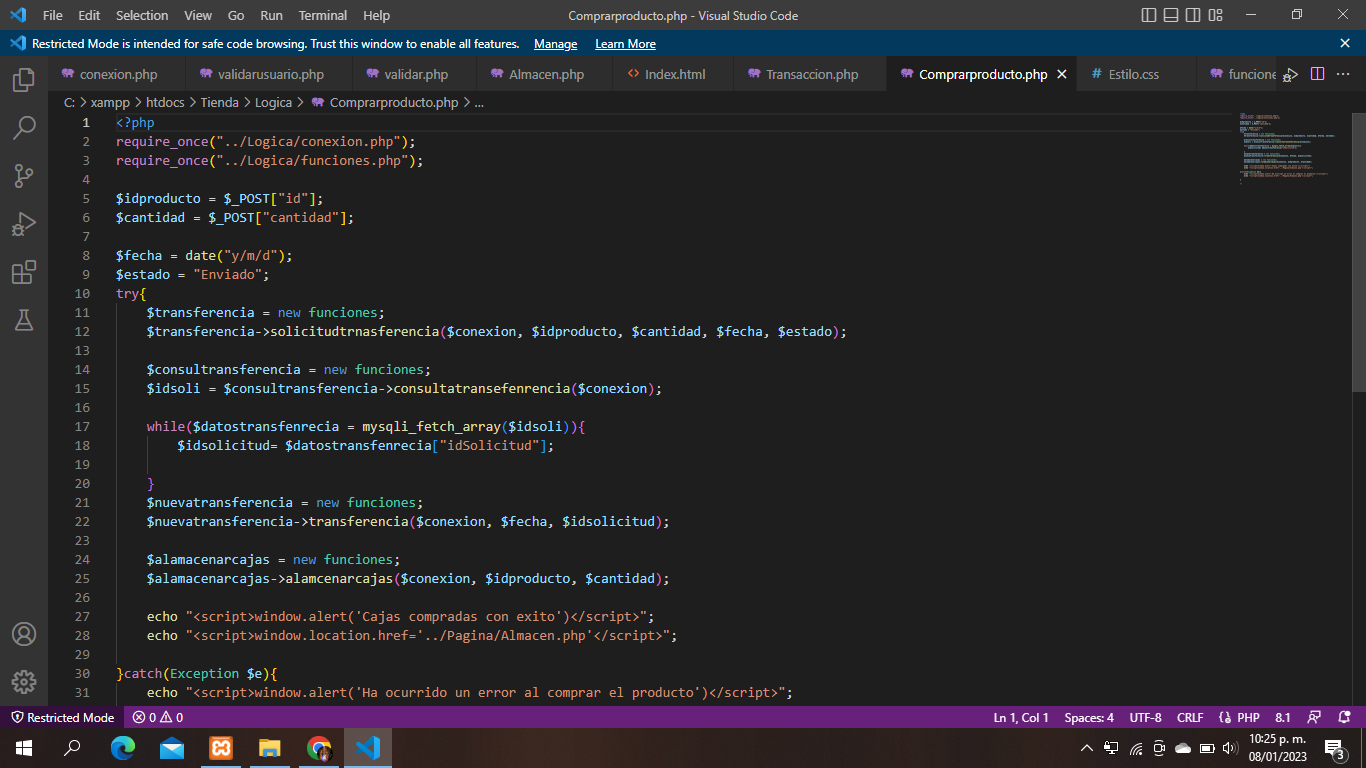 File Edit Selection View Go Run Terminal Help Comprarproducto.php - Visual Studio Code
Restricted Mode is intended for safe code browsing. Trust this window to enable all features. Manage Learn More
conexion.php validarusuario.php validar.php Almacen.php Index.html Transaccion.php Comprarproducto.php Estilo.css funcione
C: > xampp > htdocs > Tienda > Logica > Comprarproducto.php > ...
1 <?php
2 require_once("../Logica/conexion.php");
3 require_once("../Logica/funciones.php");
4
5 $idproducto = $_POST["id"];
6 $cantidad = $_POST["cantidad"];
7
8 $fecha = date("y/m/d");
9 $estado = "Enviado";
10 try{
11 $transferencia = new funciones;
12 $transferencia->solicitudtrnasferencia($conexion, $idproducto, $cantidad, $fecha, $estado);
13
14 $consultransferencia = new funciones;
15 $idsoli = $consultransferencia->consultatransefenrencia($conexion);
16
17 while($datostransfenrecia = mysqli_fetch_array($idsoli)){
18 $idsolicitud= $datostransfenrecia["idSolicitud"];
19
20 }
21 $nuevatransferencia = new funciones;
22 $nuevatransferencia->transferencia($conexion, $fecha, $idsolicitud);
23
24 $alamacenarcajas = new funciones;
25 $alamacenarcajas->alamcenarcajas($conexion, $idproducto, $cantidad);
26
27 echo "<script>window.alert('Cajas compradas con exito')</script>";
28 echo "<script>window.location.href='../Pagina/Almacen.php'</script>";
29
30 }catch(Exception $e){
31 echo "<script>window.alert('Ha ocurrido un error al comprar el producto')</script>";
Restricted Mode 0 0 Ln 1, Col 1 Spaces: 4 UTF-8 CRLF PHP 8.1
10:25 p. m.
08/01/2023
3